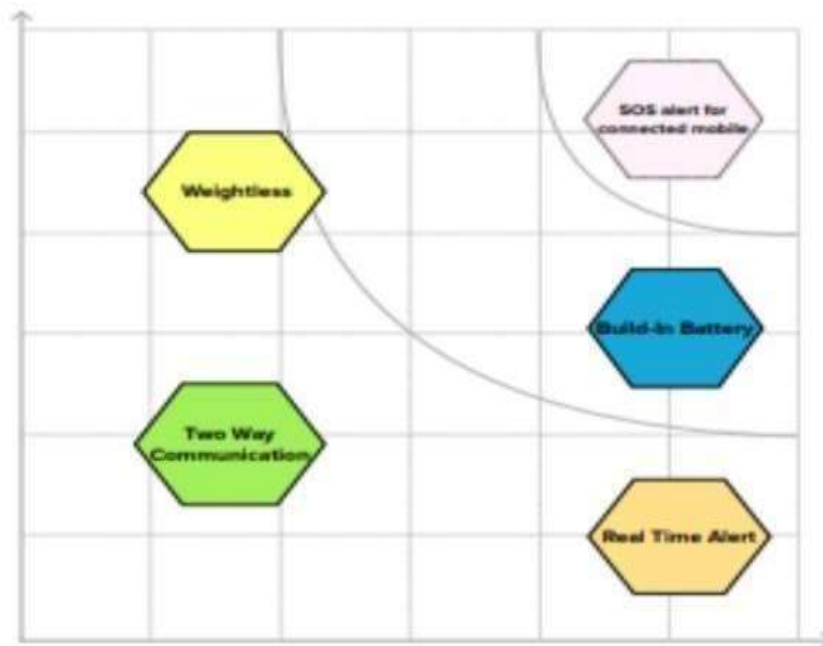 SOS alert for
connected mobile
Weightless
Build-In Battery
Two Way
Communication
Real Time Alert